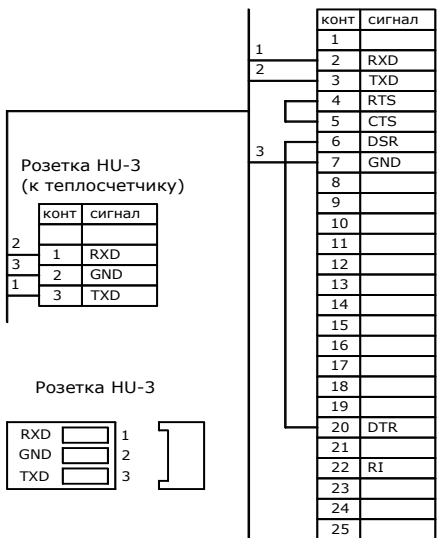 конт сигнал
1
1
2 RXD
2
3 TXD
4 RTS
5 CTS
6 DSR
3
7 GND
8
9
10
11
12
13
14
15
16
17
18
19
20 DTR
21
22 RI
23
24
25
Розетка HU-3
(к теплосчетчику)
конт сигнал
2
1 RXD
3
2 GND
1
3 TXD
Розетка HU-3
RXD 1
GND 2
TXD 3